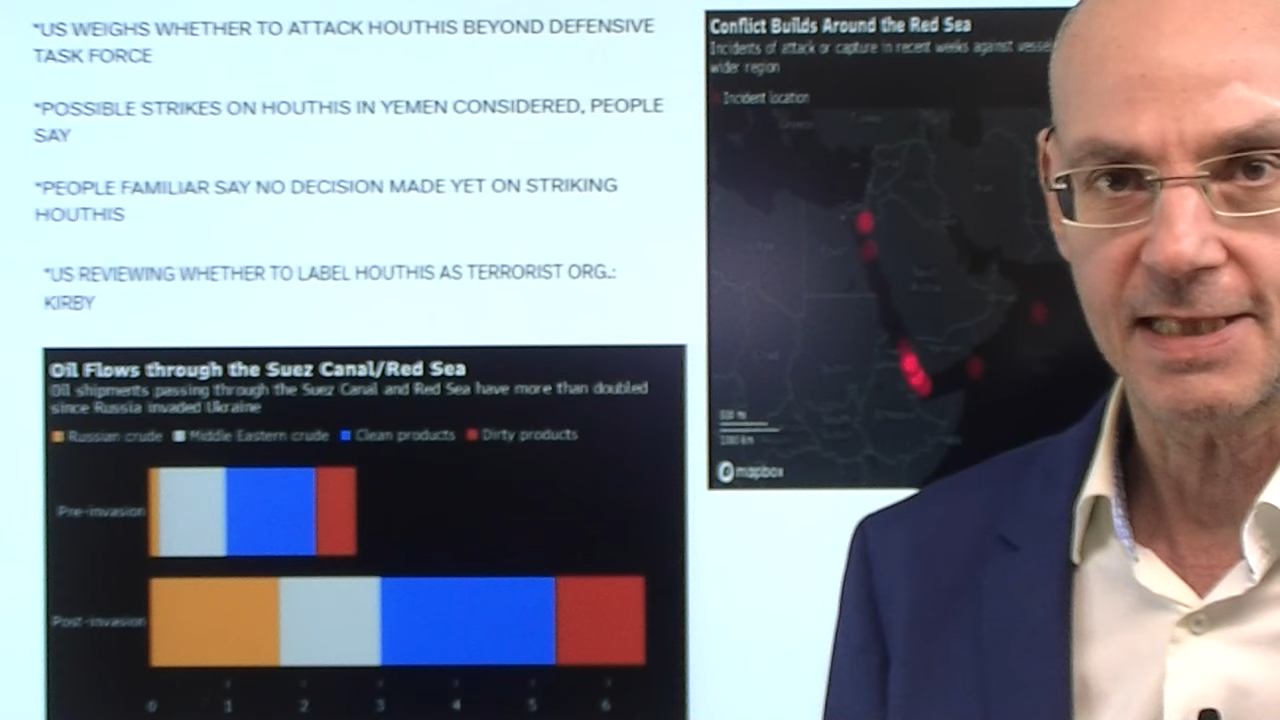 *US WEIGHS WHETHER TO ATTACK HOUTHIS BEYOND DEFENSIVE
TASK FORCE
*POSSIBLE STRIKES ON HOUTHIS IN YEMEN CONSIDERED, PEOPLE
SAY
*PEOPLE FAMILIAR SAY NO DECISION MADE YET ON STRIKING
HOUTHIS
*US REVIEWING WHETHER TO LABEL HOUTHIS AS TERRORIST ORG.:
KIRBY
Oil Flows through the Suez Canal/Red Sea
Oil shipments passing through the Suez Canal and Red Sea have more than doubled
since Russia invaded Ukraine
Russian crude Middle Eastern crude Clean products Dirty products
Pre-invasion
Post-invasion
0 1 2 3 4 5 6
Conflict Builds Around the Red Sea
Incidents of attack or capture in recent weeks against
wider region
Incident location
mapbox